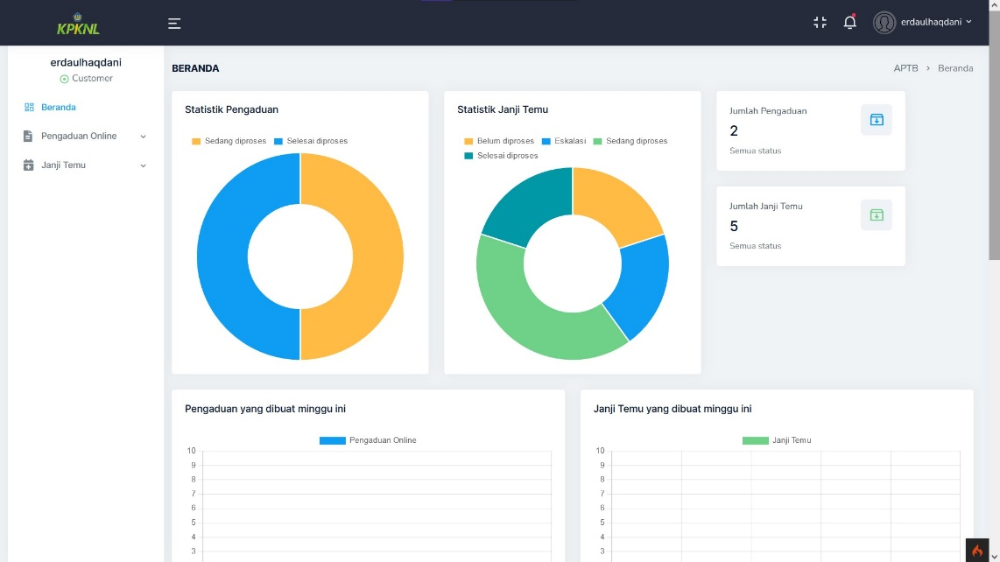 KPKNL
erdaulhaqdani
erdaulhaqdani
Customer
Beranda
Pengaduan Online
Janji Temu
BERANDA
APTB > Beranda
Statistik Pengaduan
Sedang diproses Selesai diproses
Statistik Janji Temu
Belum diproses Eskalasi Sedang diproses
Selesai diproses
Jumlah Pengaduan
2
Semua status
Jumlah Janji Temu
5
Semua status
Pengaduan yang dibuat minggu ini
Pengaduan Online
10
9
8
7
6
5
4
3
Janji Temu yang dibuat minggu ini
Janji Temu
10
9
8
7
6
5
4
3